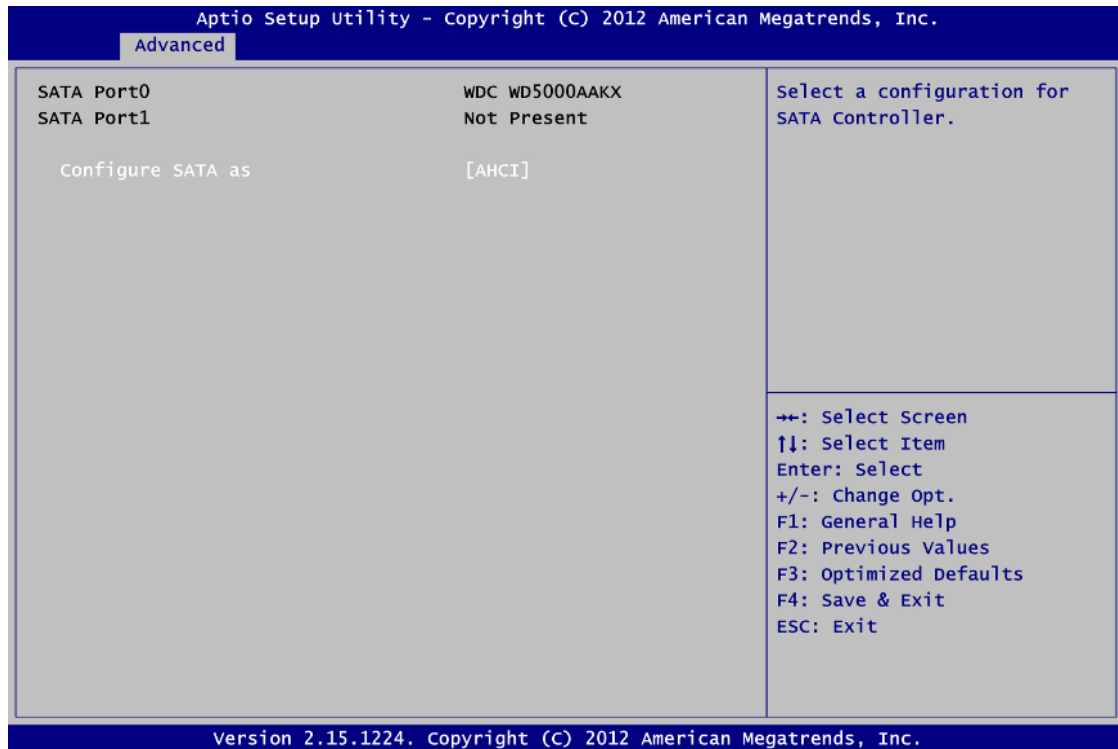 Aptio Setup Utility - Copyright (C) 2012 American Megatrends, Inc.
Advanced
SATA Port0 WDC WD5000AAKX
SATA Port1 Not Present
Configure SATA as [AHCI]
Select a configuration for
SATA Controller.
→←: Select Screen
↑↓: Select Item
Enter: Select
+/-: Change Opt.
F1: General Help
F2: Previous Values
F3: Optimized Defaults
F4: Save & Exit
ESC: Exit
Version 2.15.1224. Copyright (C) 2012 American Megatrends, Inc.